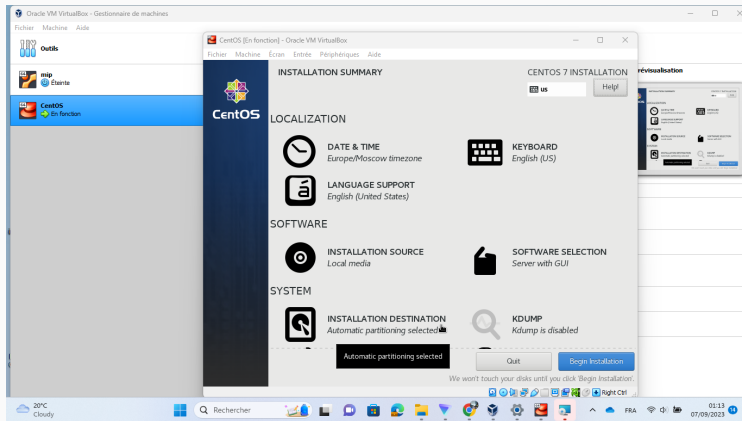 Oracle VM VirtualBox - Gestionnaire de machines
Fichier Machine Aide
Outils
mip
Éteinte
CentOS
En fonction
CentOS [En fonction] - Oracle VM VirtualBox
Fichier Machine Écran Entrée Périphériques Aide
révisualisation
CentOS
INSTALLATION SUMMARY
CENTOS 7 INSTALLATION
us
Help!
LOCALIZATION
DATE & TIME
Europe/Moscow timezone
KEYBOARD
English (US)
LANGUAGE SUPPORT
English (United States)
SOFTWARE
INSTALLATION SOURCE
Local media
SOFTWARE SELECTION
Server with GUI
SYSTEM
INSTALLATION DESTINATION
Automatic partitioning selected
KDUMP
Kdump is disabled
Automatic partitioning selected
Quit
Begin Installation
We won't touch your disks until you click 'Begin Installation'.
Right Ctrl
20°C
Cloudy
Rechercher
FRA
01:13
07/09/2023